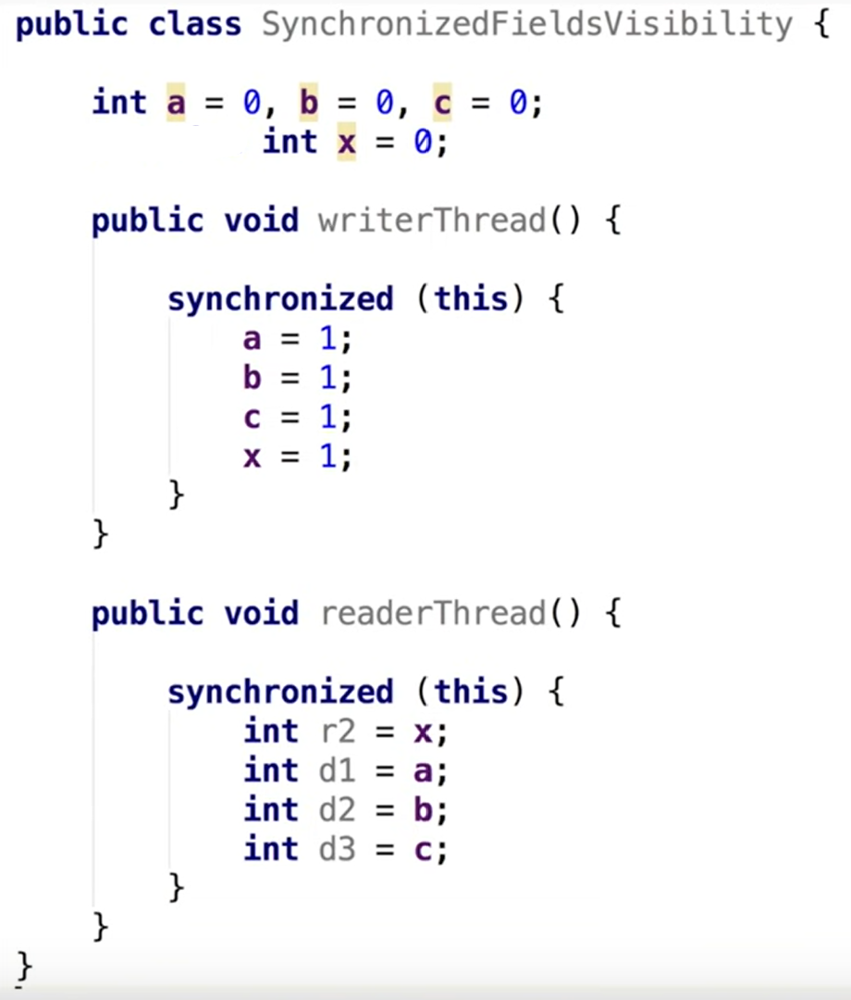 public class SynchronizedFieldsVisibility {
int a = 0, b = 0, c = 0;
int x = 0;
public void writerThread() {
synchronized (this) {
a = 1;
b = 1;
c = 1;
x = 1;
}
}
public void readerThread() {
synchronized (this) {
int r2 = x;
int d1 = a;
int d2 = b;
int d3 = c;
}
}
}